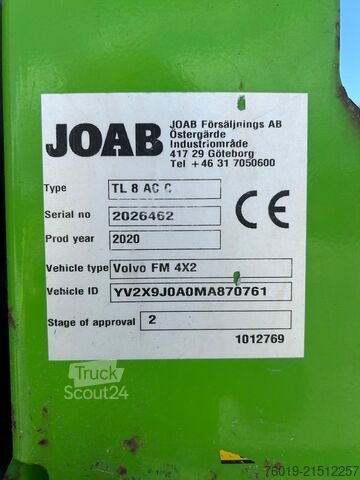 JOAB
JOAB Försäljnings AB
Östergärde
Industriområde
417 29 Göteborg
Tel +46 31 7050600
Type TL 8 AC C
Serial no 2026462
CE
Prod year 2020
Vehicle type Volvo FM 4X2
Vehicle ID YV2X9J0A0MA870761
Stage of approval 2
1012769
Truck
Scout24
76019-21512257